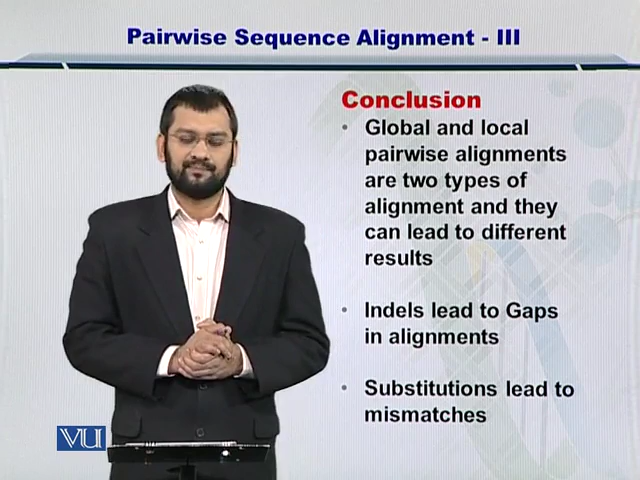 Pairwise Sequence Alignment - III
Conclusion
• Global and local
pairwise alignments
are two types of
alignment and they
can lead to different
results
• Indels lead to Gaps
in alignments
• Substitutions lead to
mismatches
VU